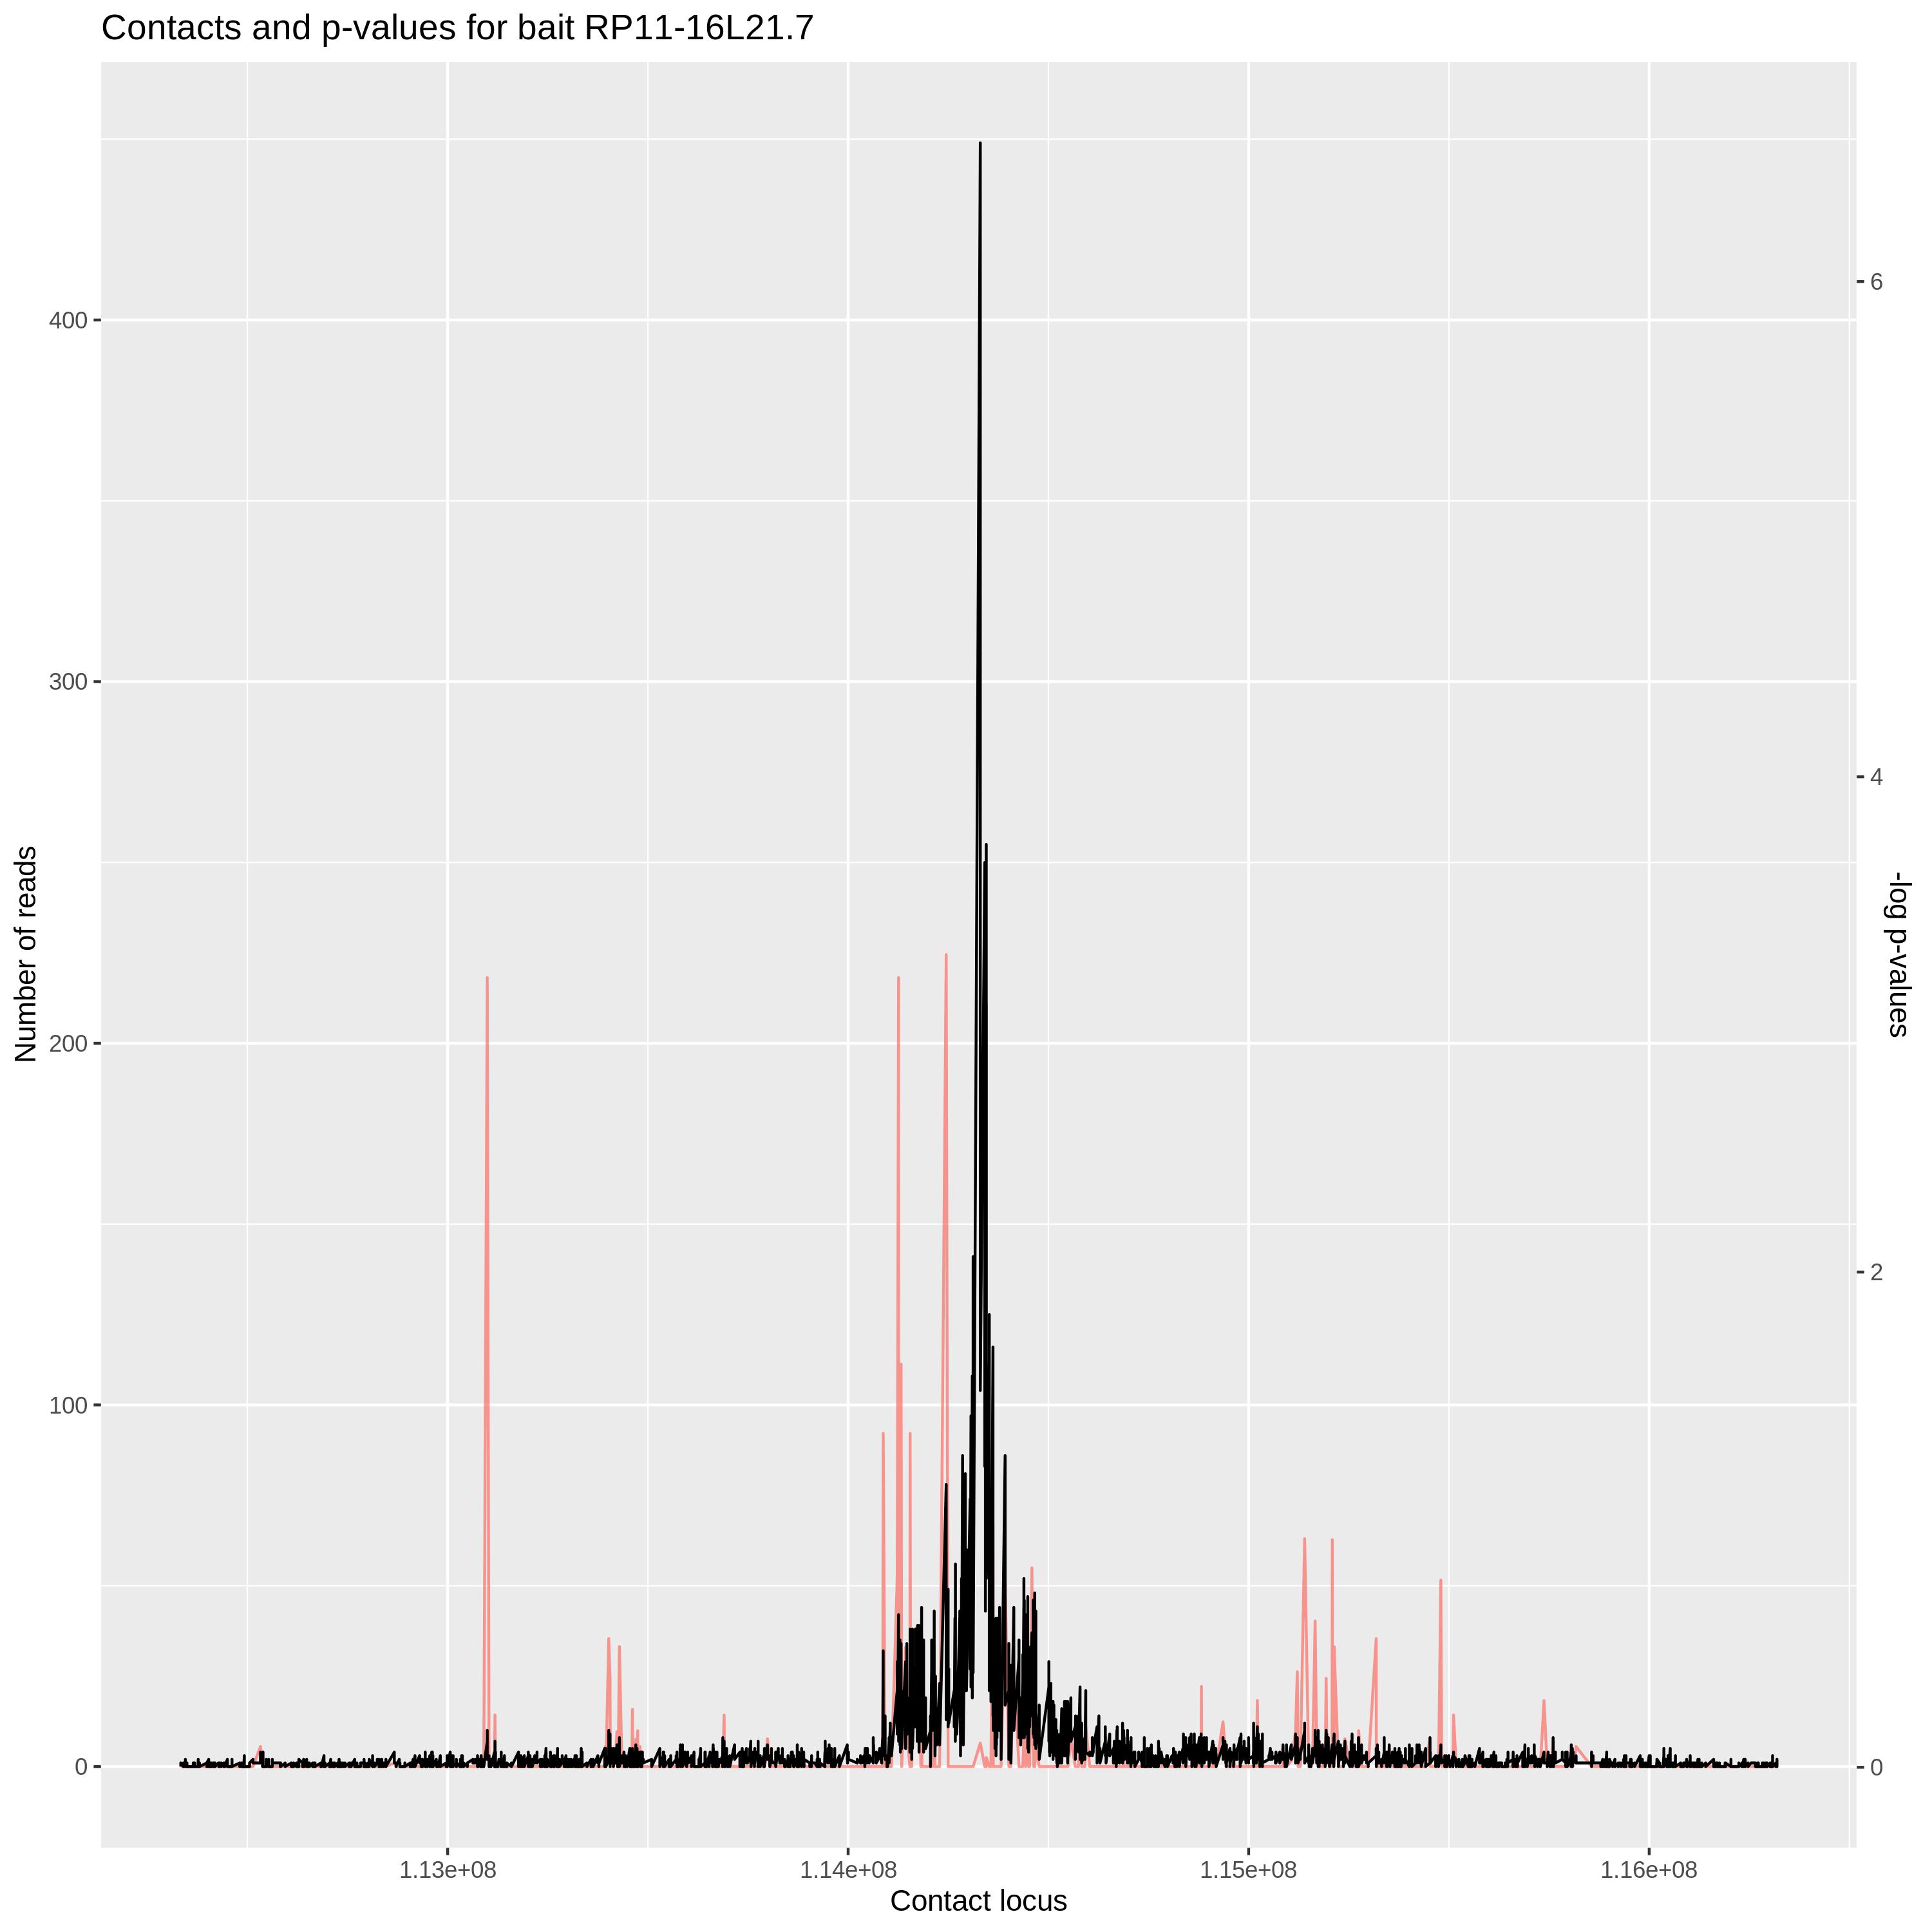 Contacts and p-values for bait RP11-16L21.7
Number of reads
400
300
200
100
0
6
4
2
0
-log p-values
1.13e+08 1.14e+08 1.15e+08 1.16e+08
Contact locus